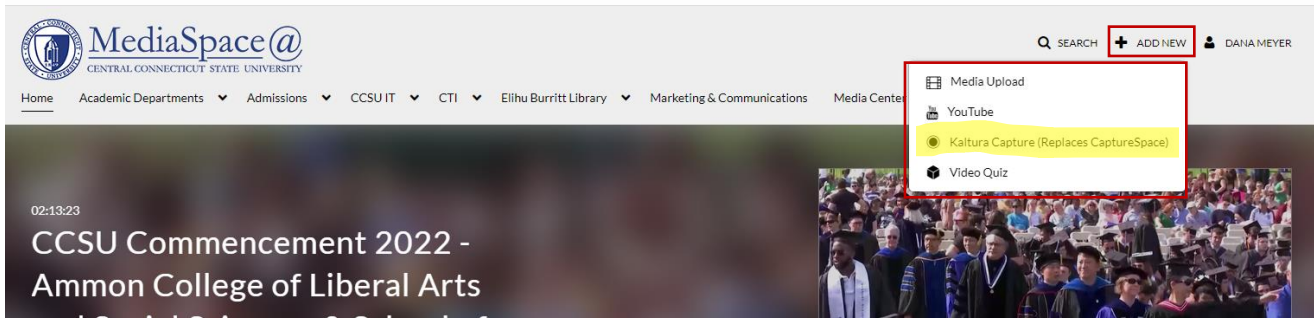 MediaSpace@
CENTRAL CONNECTICUT STATE UNIVERSITY
SEARCH ADD NEW DANA MEYER
Home Academic Departments Admissions CCSU IT CTI Elihu Burritt Library Marketing & Communications Media Center
Media Upload
YouTube
Kaltura Capture (Replaces CaptureSpace)
Video Quiz
02:13:23
CCSU Commencement 2022 -
Ammon College of Liberal Arts